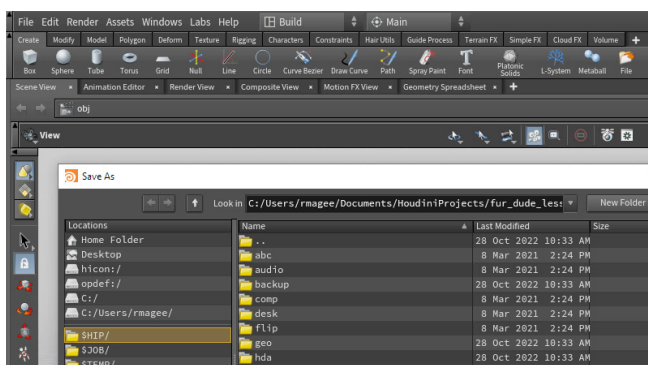 File Edit Render Assets Windows Labs Help Build Main
Create Modify Model Polygon Deform Texture Rigging Characters Constraints Hair Utils Guide Process Terrain FX Simple FX Cloud FX Volume +
Box Sphere Tube Torus Grid Null Line Circle Curve Bezier Draw Curve Path Spray Paint Font Platonic Solids L-System Metaball File
Scene View × Animation Editor × Render View × Composite View × Motion FX View × Geometry Spreadsheet × +
obj
View
Save As
Look in C:/Users/rmagee/Documents/HoudiniProjects/fur_dude_less New Folder
Locations Name Last Modified Size
Home Folder .. 28 Oct 2022 10:33 AM
Desktop abc 8 Mar 2021 2:24 PM
hicon:/ audio 8 Mar 2021 2:24 PM
opdef:/ backup 28 Oct 2022 10:33 AM
C:/ comp 8 Mar 2021 2:24 PM
C:/Users/rmagee/ desk 8 Mar 2021 2:24 PM
$HIP/ flip 8 Mar 2021 2:24 PM
$JOB/ geo 28 Oct 2022 10:33 AM
$TEMP/ hda 28 Oct 2022 10:33 AM